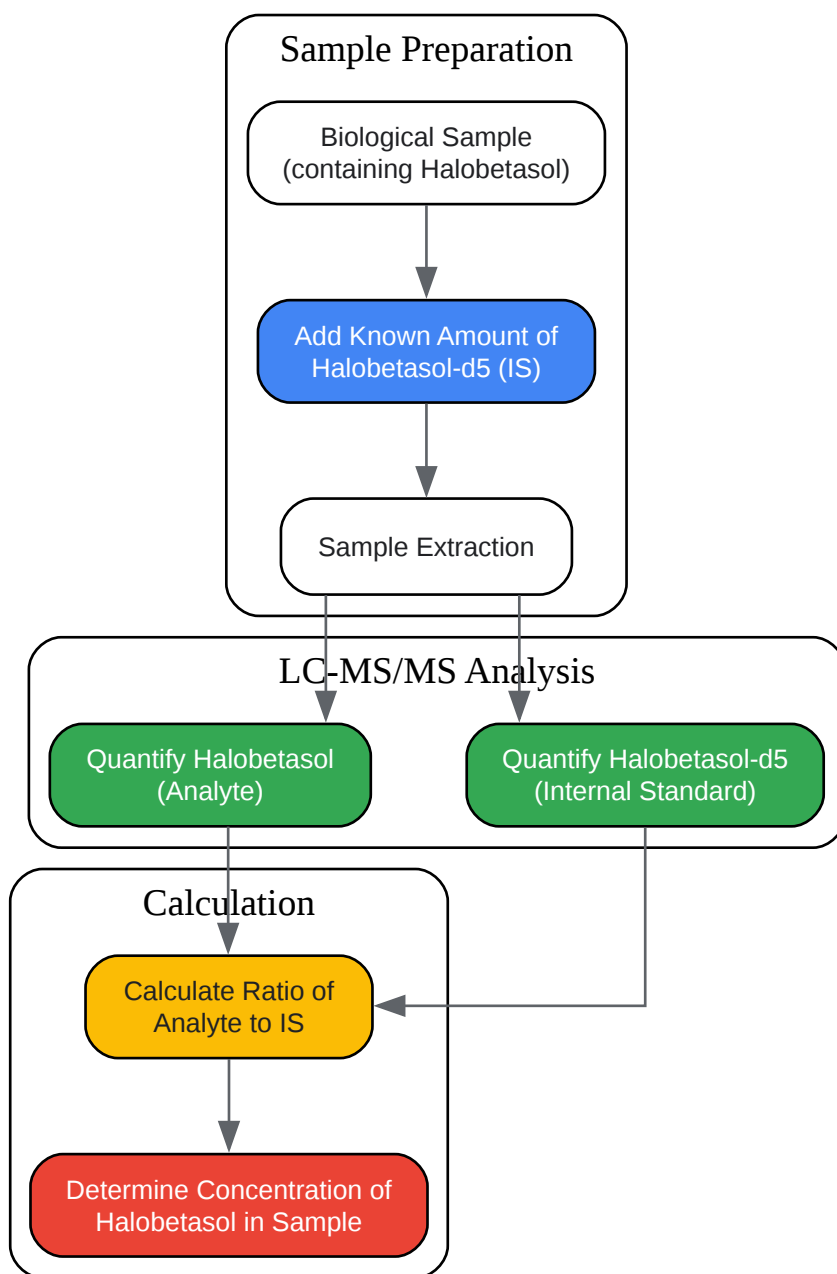 Sample Preparation
Biological Sample
(containing Halobetasol)
Add Known Amount of
Halobetasol-d5 (IS)
Sample Extraction
LC-MS/MS Analysis
Quantify Halobetasol
(Analyte)
Quantify Halobetasol-d5
(Internal Standard)
Calculation
Calculate Ratio of
Analyte to IS
Determine Concentration of
Halobetasol in Sample